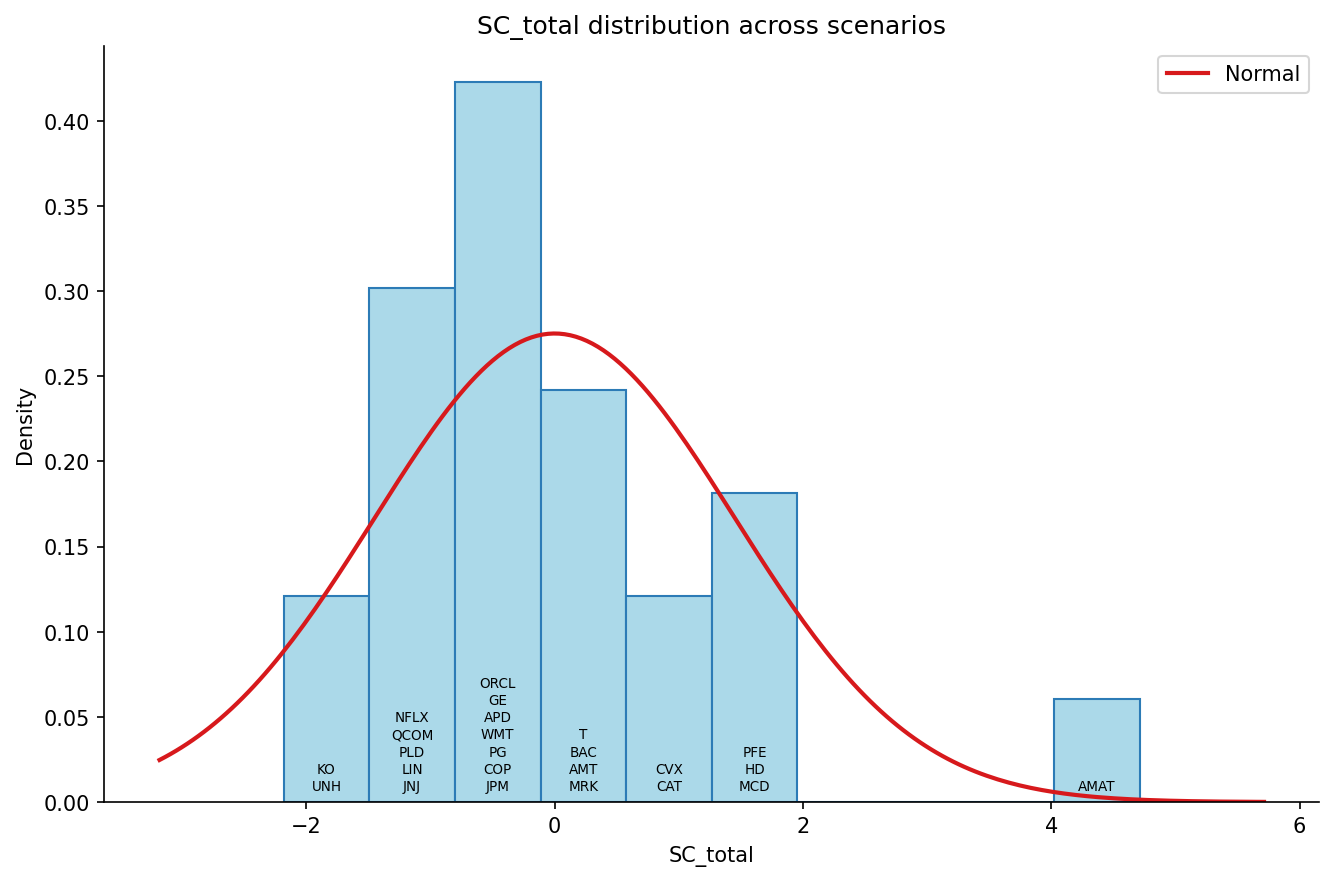 SC_total distribution across scenarios
Normal
Density
0.40
0.35
0.30
0.25
0.20
0.15
0.10
0.05
0.00
KO
UNH
NFLX
QCOM
PLD
LIN
JNJ
ORCL
GE
APD
WMT
PG
COP
JPM
T
BAC
AMT
MRK
CVX
CAT
PFE
HD
MCD
AMAT
−2
0
2
4
6
SC_total